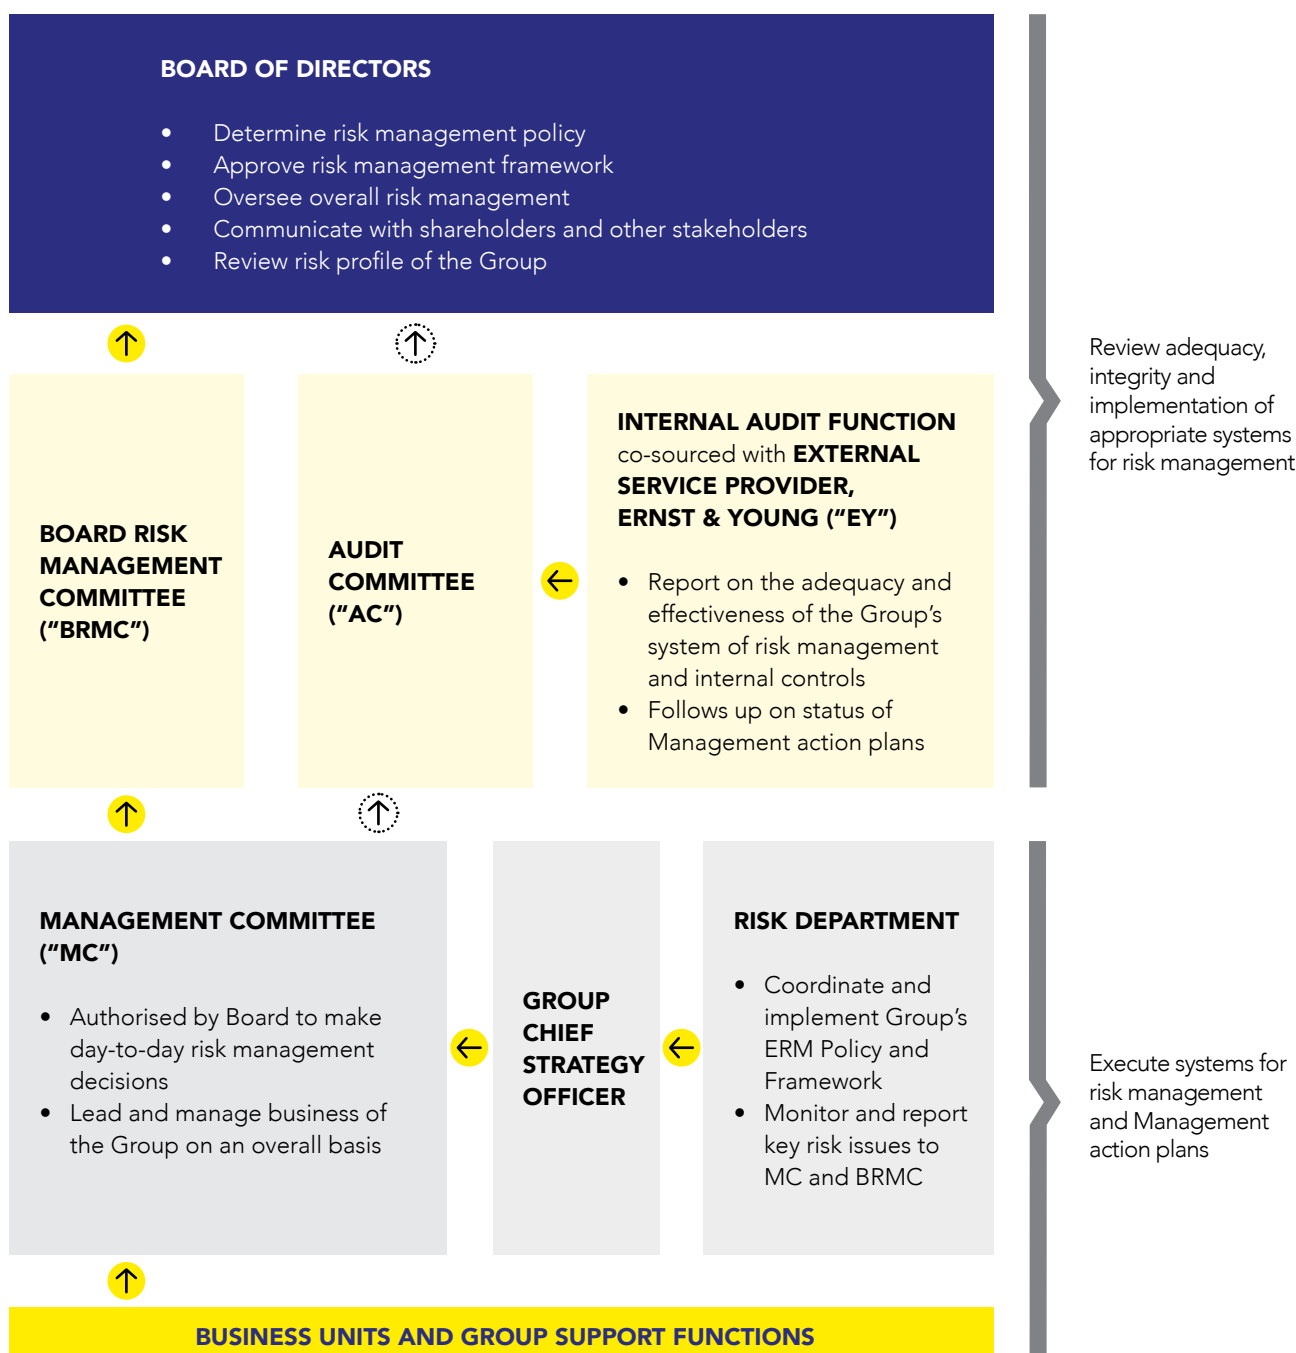 BOARD OF DIRECTORS
• Determine risk management policy
• Approve risk management framework
• Oversee overall risk management
• Communicate with shareholders and other stakeholders
• Review risk profile of the Group
Review adequacy,
integrity and
implementation of
appropriate systems
for risk management
BOARD RISK
MANAGEMENT
COMMITTEE
(“BRMC”)
AUDIT
COMMITTEE
(“AC”)
INTERNAL AUDIT FUNCTION
co-sourced with EXTERNAL
SERVICE PROVIDER,
ERNST & YOUNG (“EY”)
• Report on the adequacy and
effectiveness of the Group’s
system of risk management
and internal controls
• Follows up on status of
Management action plans
MANAGEMENT COMMITTEE
(“MC”)
• Authorised by Board to make
day-to-day risk management
decisions
• Lead and manage business of
the Group on an overall basis
GROUP
CHIEF
STRATEGY
OFFICER
RISK DEPARTMENT
• Coordinate and
implement Group’s
ERM Policy and
Framework
• Monitor and report
key risk issues to
MC and BRMC
Execute systems for
risk management
and Management
action plans
BUSINESS UNITS AND GROUP SUPPORT FUNCTIONS